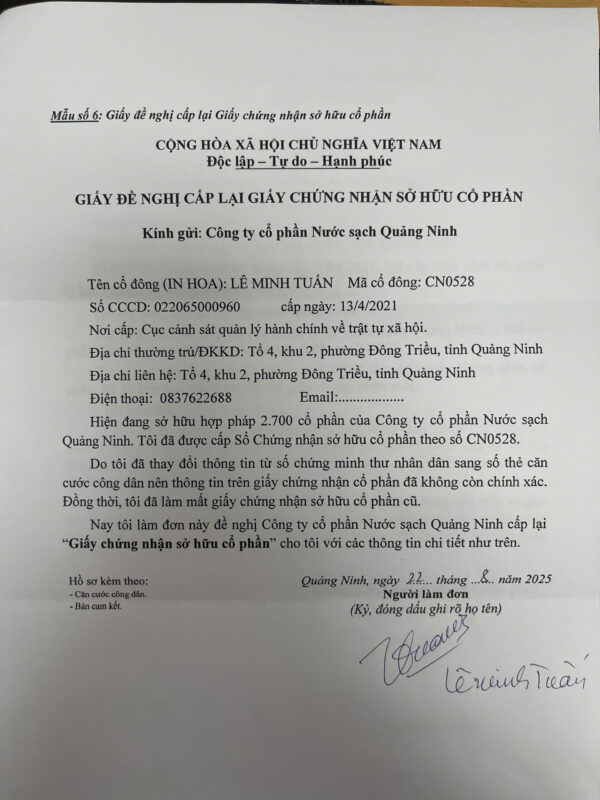 Mẫu số 6: Giấy đề nghị cấp lại Giấy chứng nhận sở hữu cổ phần
CỘNG HÒA XÃ HỘI CHỦ NGHĨA VIỆT NAM
Độc lập – Tự do – Hạnh phúc
GIẤY ĐỀ NGHỊ CẤP LẠI GIẤY CHỨNG NHẬN SỞ HỮU CỔ PHẦN
Kính gửi: Công ty cổ phần Nước sạch Quảng Ninh
Tên cổ đông (IN HOA): LÊ MINH TUẤN Mã cổ đông: CN0528
Số CCCD: 022065000960 cấp ngày: 13/4/2021
Nơi cấp: Cục cảnh sát quản lý hành chính về trật tự xã hội.
Địa chỉ thường trú/ĐKKD: Tổ 4, khu 2, phường Đông Triều, tỉnh Quảng Ninh
Địa chỉ liên hệ: Tổ 4, khu 2, phường Đông Triều, tỉnh Quảng Ninh
Điện thoại: 0837622688 Email:..................
Hiện đang sở hữu hợp pháp 2.700 cổ phần của Công ty cổ phần Nước sạch
Quảng Ninh. Tôi đã được cấp Sổ Chứng nhận sở hữu cổ phần theo số CN0528.
Do tôi đã thay đổi thông tin từ số chứng minh thư nhân dân sang số thẻ căn
cước công dân nên thông tin trên giấy chứng nhận cổ phần đã không còn chính xác.
Đồng thời, tôi đã làm mất giấy chứng nhận sở hữu cổ phần cũ.
Nay tôi làm đơn này đề nghị Công ty cổ phần Nước sạch Quảng Ninh cấp lại
“Giấy chứng nhận sở hữu cổ phần” cho tôi với các thông tin chi tiết như trên.
Hồ sơ kèm theo:
- Căn cước công dân.
- Bản cam kết.
Quảng Ninh, ngày 22... tháng ..8.. năm 2025
Người làm đơn
(Ký, đóng dấu ghi rõ họ tên)
Lê Minh Tuấn